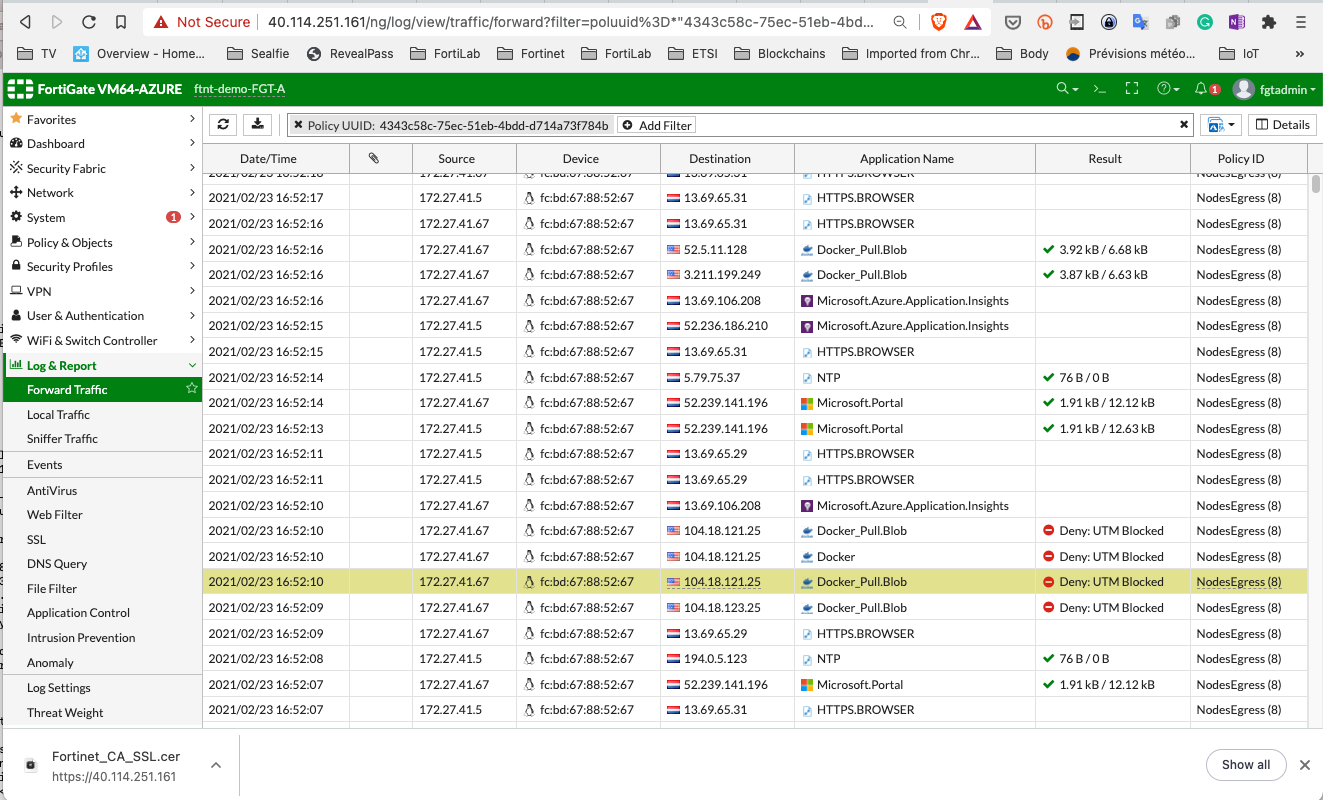 Not Secure 40.114.251.161/ng/log/view/traffic/forward?filter=poluuid%3D*"4343c58c-75ec-51eb-4bd...
TV Overview - Home... Sealfie RevealPass FortiLab Fortinet FortiLab ETSI Blockchains Imported from Chr... Body Prévisions météo... IoT »
FortiGate VM64-AZURE ftnt-demo-FGT-A 1 fgtadmin
Favorites
Dashboard
Security Fabric
Network
System 1
Policy & Objects
Security Profiles
VPN
User & Authentication
WiFi & Switch Controller
Log & Report
Forward Traffic
Local Traffic
Sniffer Traffic
Events
AntiVirus
Web Filter
SSL
DNS Query
File Filter
Application Control
Intrusion Prevention
Anomaly
Log Settings
Threat Weight
Policy UUID: 4343c58c-75ec-51eb-4bdd-d714a73f784b Add Filter Details
Date/Time Source Device Destination Application Name Result Policy ID
2021/02/23 16:52:18 172.27.41.5 fc:bd:67:88:52:67 13.69.65.31 HTTPS.BROWSER NodesEgress (8)
2021/02/23 16:52:17 172.27.41.5 fc:bd:67:88:52:67 13.69.65.31 HTTPS.BROWSER NodesEgress (8)
2021/02/23 16:52:16 172.27.41.5 fc:bd:67:88:52:67 13.69.65.31 HTTPS.BROWSER NodesEgress (8)
2021/02/23 16:52:16 172.27.41.67 fc:bd:67:88:52:67 52.5.11.128 Docker_Pull.Blob 3.92 kB / 6.68 kB NodesEgress (8)
2021/02/23 16:52:16 172.27.41.67 fc:bd:67:88:52:67 3.211.199.249 Docker_Pull.Blob 3.87 kB / 6.63 kB NodesEgress (8)
2021/02/23 16:52:16 172.27.41.67 fc:bd:67:88:52:67 13.69.106.208 Microsoft.Azure.Application.Insights NodesEgress (8)
2021/02/23 16:52:15 172.27.41.5 fc:bd:67:88:52:67 52.236.186.210 Microsoft.Azure.Application.Insights NodesEgress (8)
2021/02/23 16:52:15 172.27.41.5 fc:bd:67:88:52:67 13.69.65.31 HTTPS.BROWSER NodesEgress (8)
2021/02/23 16:52:14 172.27.41.5 fc:bd:67:88:52:67 5.79.75.37 NTP 76 B / 0 B NodesEgress (8)
2021/02/23 16:52:14 172.27.41.67 fc:bd:67:88:52:67 52.239.141.196 Microsoft.Portal 1.91 kB / 12.12 kB NodesEgress (8)
2021/02/23 16:52:13 172.27.41.5 fc:bd:67:88:52:67 52.239.141.196 Microsoft.Portal 1.91 kB / 12.63 kB NodesEgress (8)
2021/02/23 16:52:11 172.27.41.5 fc:bd:67:88:52:67 13.69.65.29 HTTPS.BROWSER NodesEgress (8)
2021/02/23 16:52:11 172.27.41.5 fc:bd:67:88:52:67 13.69.65.29 HTTPS.BROWSER NodesEgress (8)
2021/02/23 16:52:10 172.27.41.67 fc:bd:67:88:52:67 13.69.106.208 Microsoft.Azure.Application.Insights NodesEgress (8)
2021/02/23 16:52:10 172.27.41.67 fc:bd:67:88:52:67 104.18.121.25 Docker_Pull.Blob Deny: UTM Blocked NodesEgress (8)
2021/02/23 16:52:10 172.27.41.67 fc:bd:67:88:52:67 104.18.121.25 Docker Deny: UTM Blocked NodesEgress (8)
2021/02/23 16:52:10 172.27.41.67 fc:bd:67:88:52:67 104.18.121.25 Docker_Pull.Blob Deny: UTM Blocked NodesEgress (8)
2021/02/23 16:52:09 172.27.41.67 fc:bd:67:88:52:67 104.18.123.25 Docker_Pull.Blob Deny: UTM Blocked NodesEgress (8)
2021/02/23 16:52:09 172.27.41.67 fc:bd:67:88:52:67 13.69.65.29 HTTPS.BROWSER NodesEgress (8)
2021/02/23 16:52:08 172.27.41.5 fc:bd:67:88:52:67 194.0.5.123 NTP 76 B / 0 B NodesEgress (8)
2021/02/23 16:52:07 172.27.41.67 fc:bd:67:88:52:67 52.239.141.196 Microsoft.Portal 1.91 kB / 12.12 kB NodesEgress (8)
2021/02/23 16:52:07 172.27.41.5 fc:bd:67:88:52:67 13.69.65.31 HTTPS.BROWSER NodesEgress (8)
Fortinet_CA_SSL.cer
https://40.114.251.161
Show all